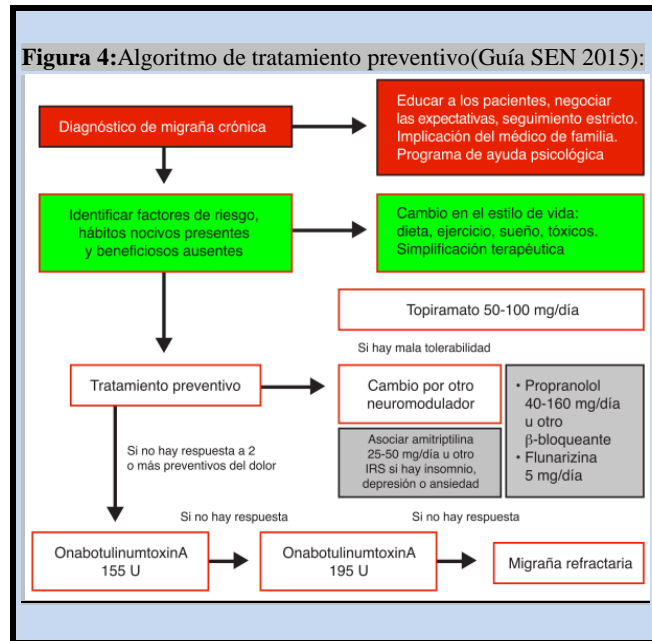 Figura 4:Algoritmo de tratamiento preventivo(Guía SEN 2015):
Diagnóstico de migraña crónica
Educar a los pacientes, negociar
las expectativas, seguimiento estricto.
Implicación del médico de familia.
Programa de ayuda psicológica
Identificar factores de riesgo,
hábitos nocivos presentes
y beneficiosos ausentes
Cambio en el estilo de vida:
dieta, ejercicio, sueño, tóxicos.
Simplificación terapéutica
Topiramato 50-100 mg/día
Si hay mala tolerabilidad
Tratamiento preventivo
Cambio por otro
neuromodulador
• Propranolol
40-160 mg/día
u otro
β-bloqueante
• Flunarizina
5 mg/día
Asociar amitriptilina
25-50 mg/día u otro
IRS si hay insomnio,
depresión o ansiedad
Si no hay respuesta a 2
o más preventivos del dolor
Si no hay respuesta
Si no hay respuesta
OnabotulinumtoxinA
155 U
OnabotulinumtoxinA
195 U
Migraña refractaria